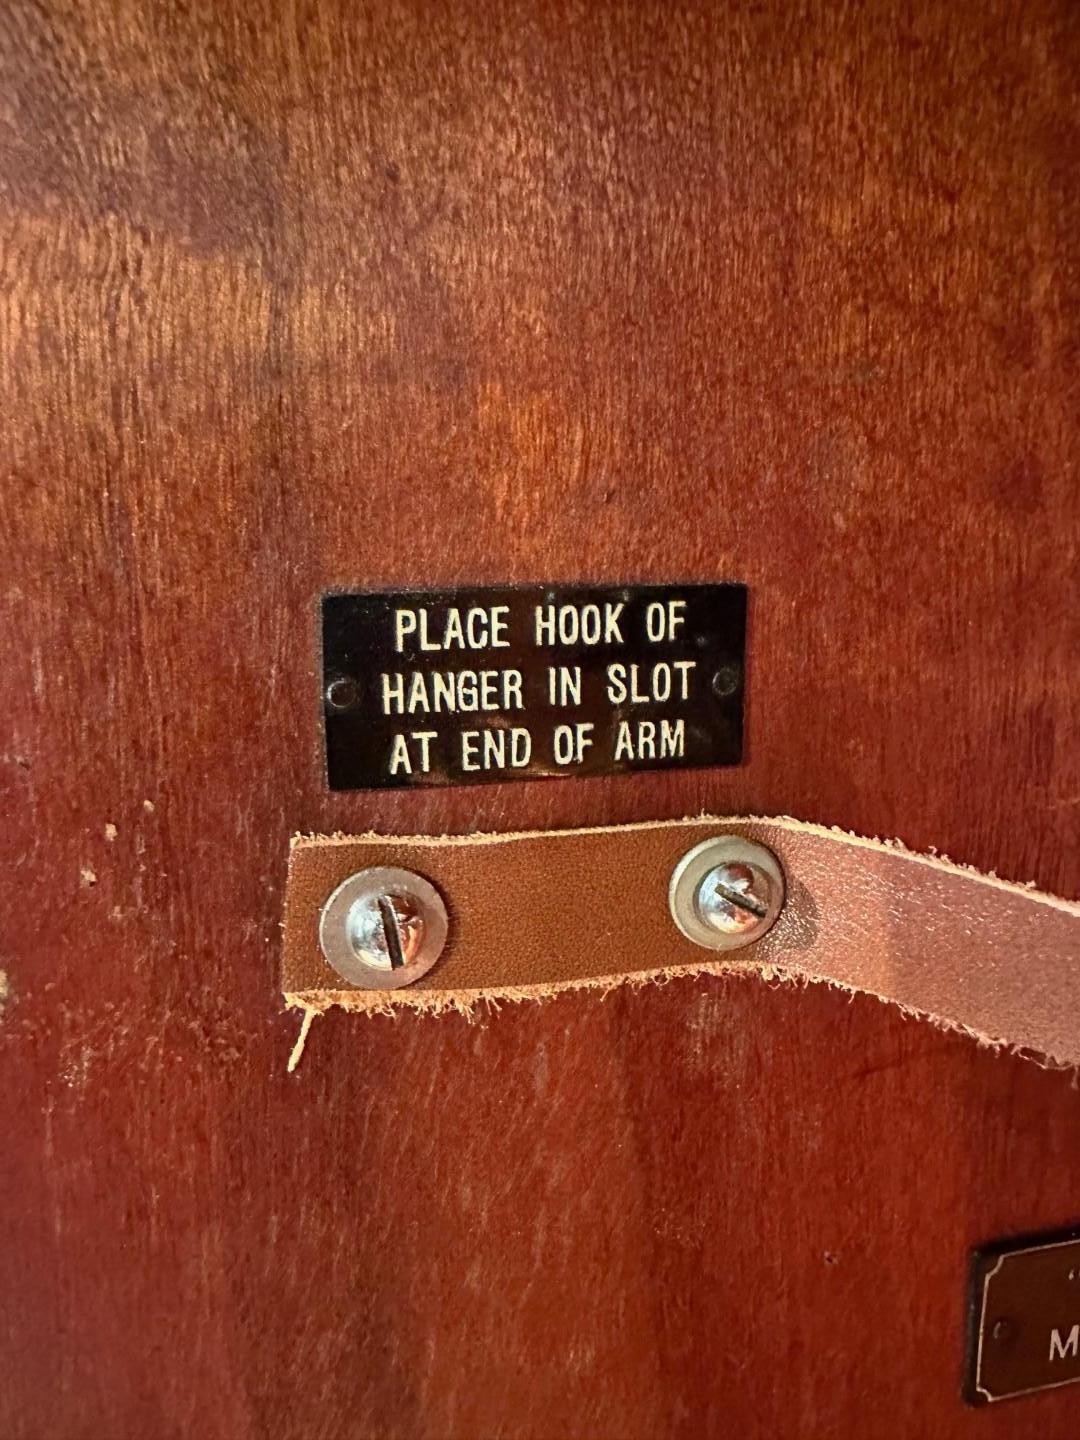 PLACE HOOK OF
HANGER IN SLOT
AT END OF ARM